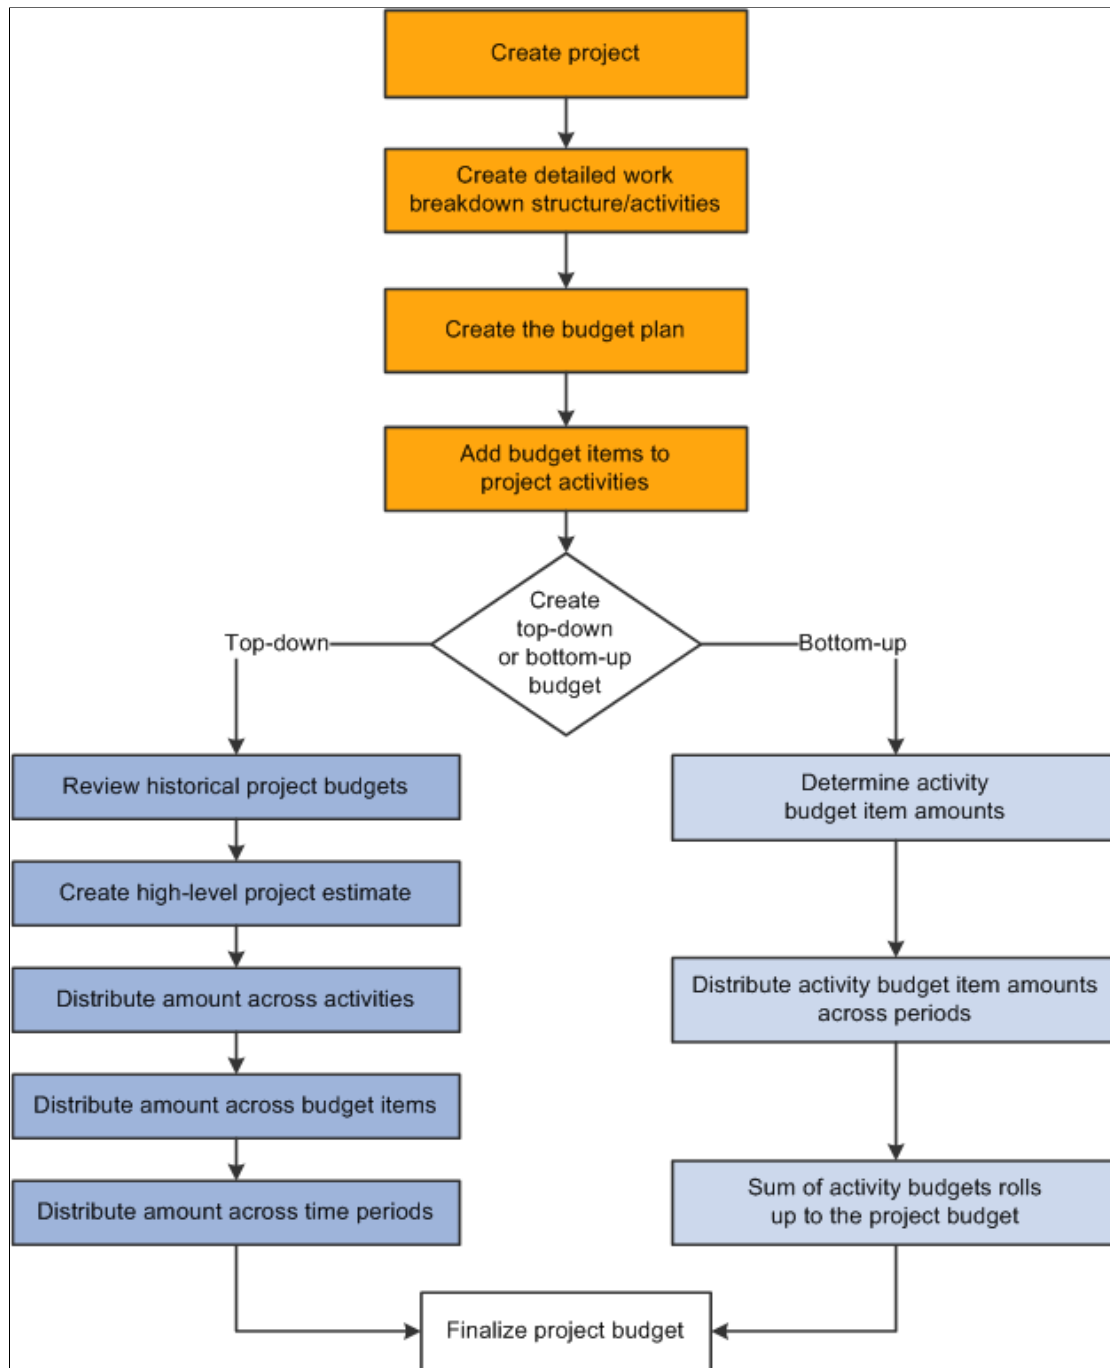 Create project
Create detailed work
breakdown structure/activities
Create the budget plan
Add budget items to
project activities
Create
top-down
or bottom-up
budget
Top-down
Bottom-up
Review historical project budgets
Create high-level project estimate
Distribute amount across activities
Distribute amount across budget items
Distribute amount across time periods
Determine activity
budget item amounts
Distribute activity budget item amounts
across periods
Sum of activity budgets rolls
up to the project budget
Finalize project budget